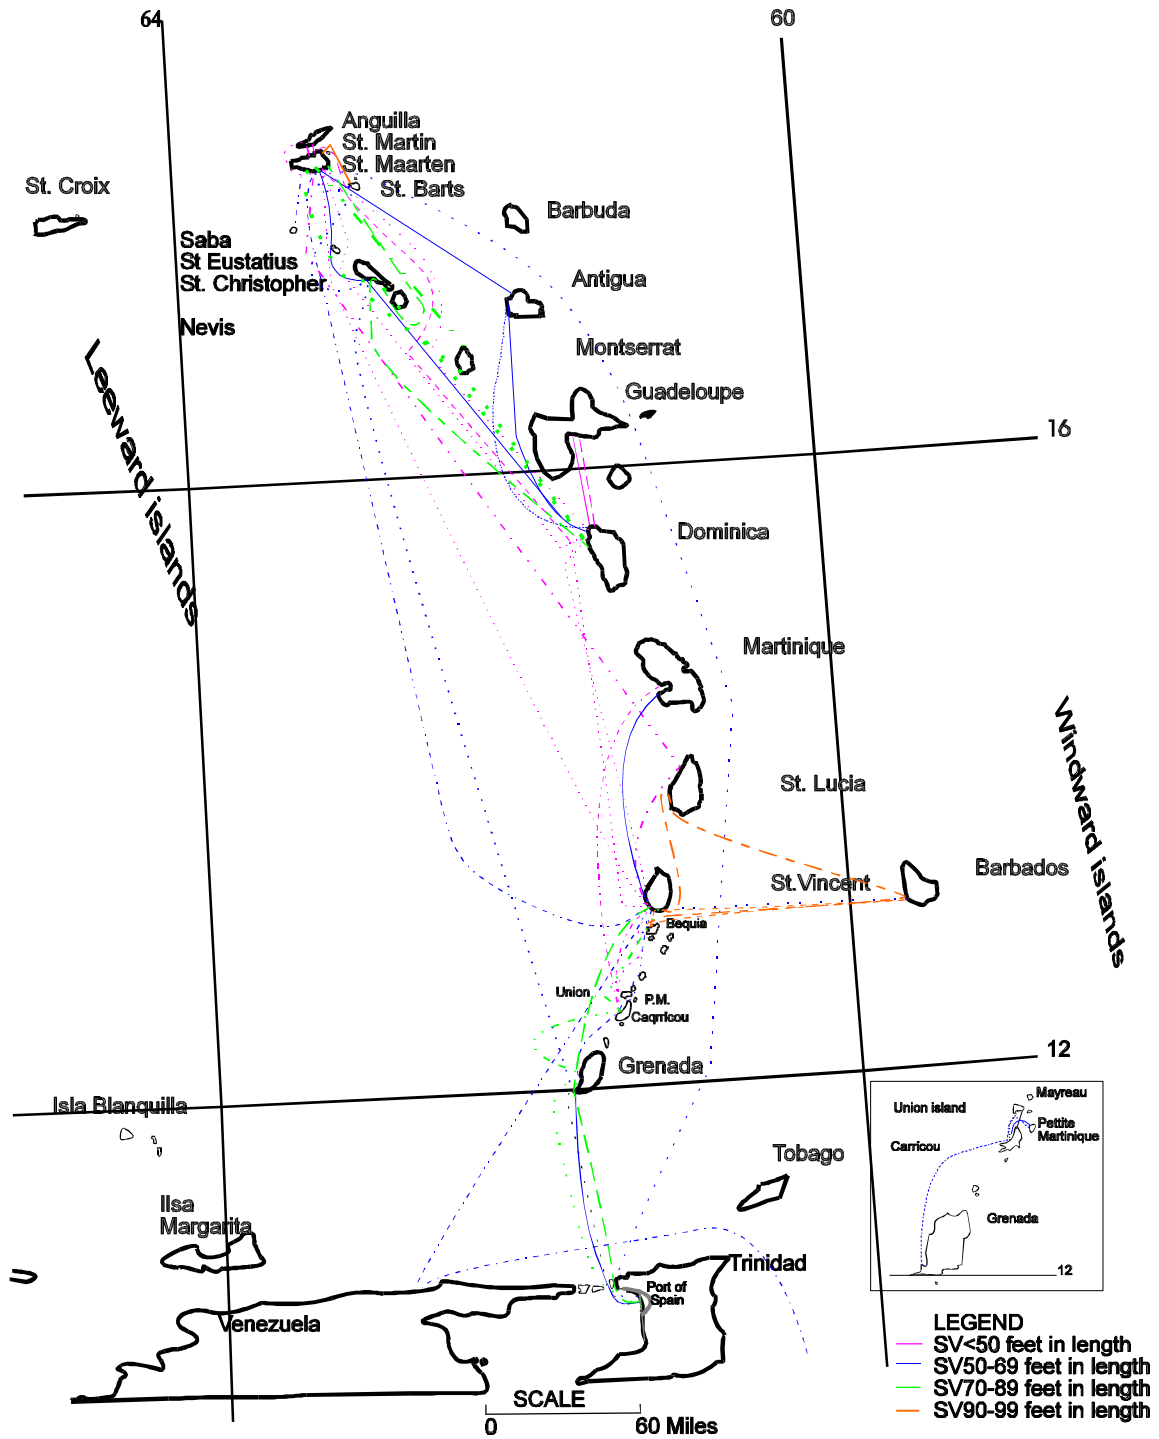 64
60
Anguilla
St. Martin
St. Maarten
St. Barts
St. Croix
Barbuda
Saba
St Eustatius
St. Christopher
Antigua
Nevis
Montserrat
Leeward islands
Guadeloupe
16
Dominica
Martinique
Windward islands
St. Lucia
St.Vincent
Barbados
Bequia
Union
P.M.
Caqrricou
Grenada
12
Isla Blanquilla
Mayreau
Union island
Pettite
Martinique
Carricou
Tobago
Ilsa
Margarita
Grenada
12
Trinidad
Port of
Spain
Venezuela
LEGEND
SV<50 feet in length
SV50-69 feet in length
SV70-89 feet in length
SV90-99 feet in length
SCALE
0 60 Miles